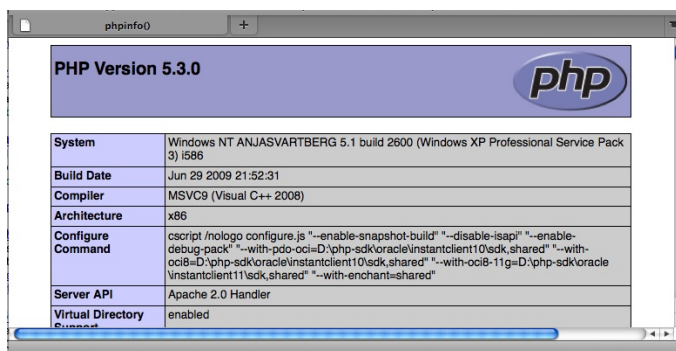 phpinfo()
+
PHP Version 5.3.0
php
System
Windows NT ANJASVARTBERG 5.1 build 2600 (Windows XP Professional Service Pack
3) i586
Build Date
Jun 29 2009 21:52:31
Compiler
MSVC9 (Visual C++ 2008)
Architecture
x86
Configure
Command
cscript /nologo configure.js "--enable-snapshot-build" "--disable-isapi" "--enable-
debug-pack" "--with-pdo-oci=D:\php-sdk\oracle\instantclient10\sdk,shared" "--with-
oci8=D:\php-sdk\oracle\instantclient10\sdk,shared" "--with-oci8-11g=D:\php-sdk\oracle
\instantclient11\sdk,shared" "--with-enchant=shared"
Server API
Apache 2.0 Handler
Virtual Directory
Support
enabled